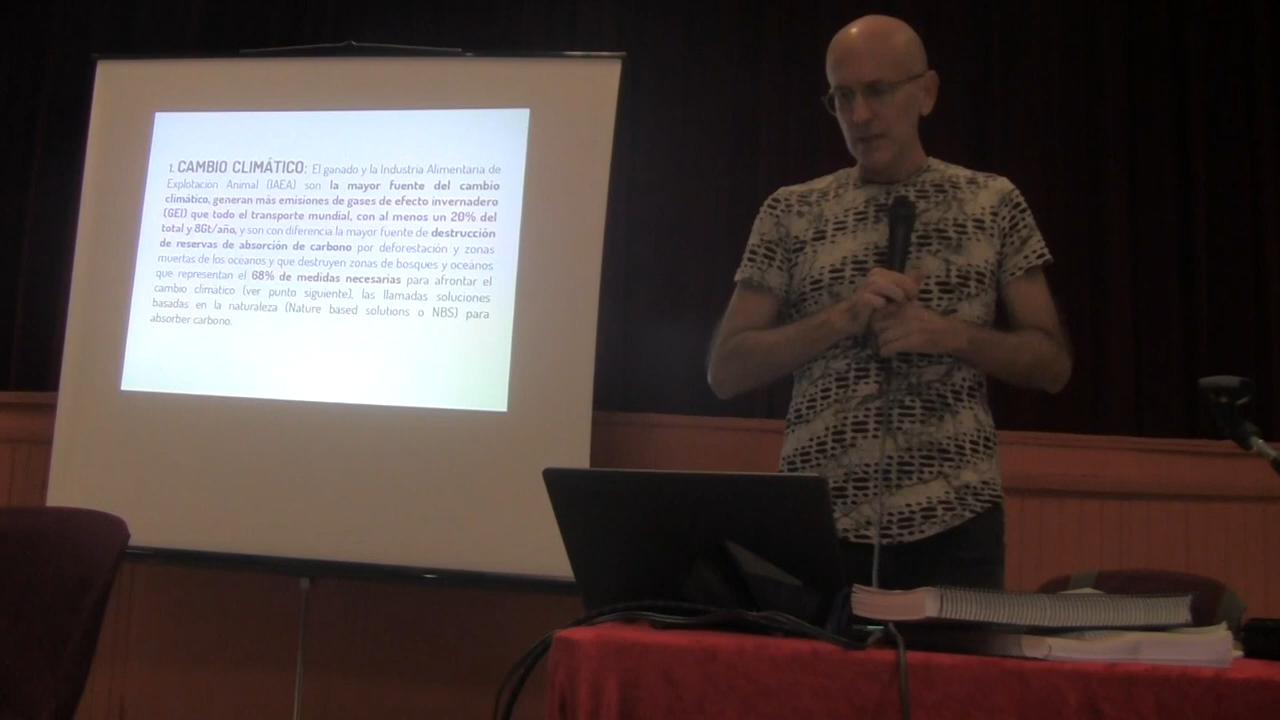 1. CAMBIO CLIMÁTICO: El ganado y la Industria Alimentaria de
Explotación Animal (IAEA) son la mayor fuente del cambio
climático, generan más emisiones de gases de efecto invernadero
(GEI) que todo el transporte mundial, con al menos un 20% del
total y 8Gt/año, y son con diferencia la mayor fuente de destrucción
de reservas de absorción de carbono por deforestación y zonas
muertas de los océanos y que destruyen zonas de bosques y océanos
que representan el 68% de medidas necesarias para afrontar el
cambio climático (ver punto siguiente), las llamadas soluciones
basadas en la naturaleza (Nature based solutions o NBS) para
absorber carbono.